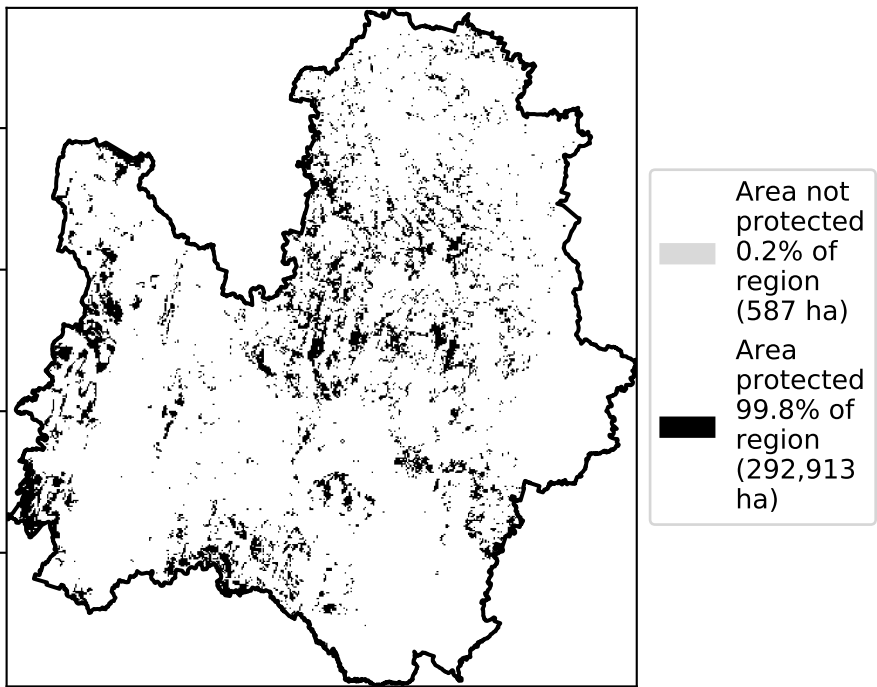 Area not
protected
0.2% of
region
(587 ha)
Area
protected
99.8% of
region
(292,913
ha)